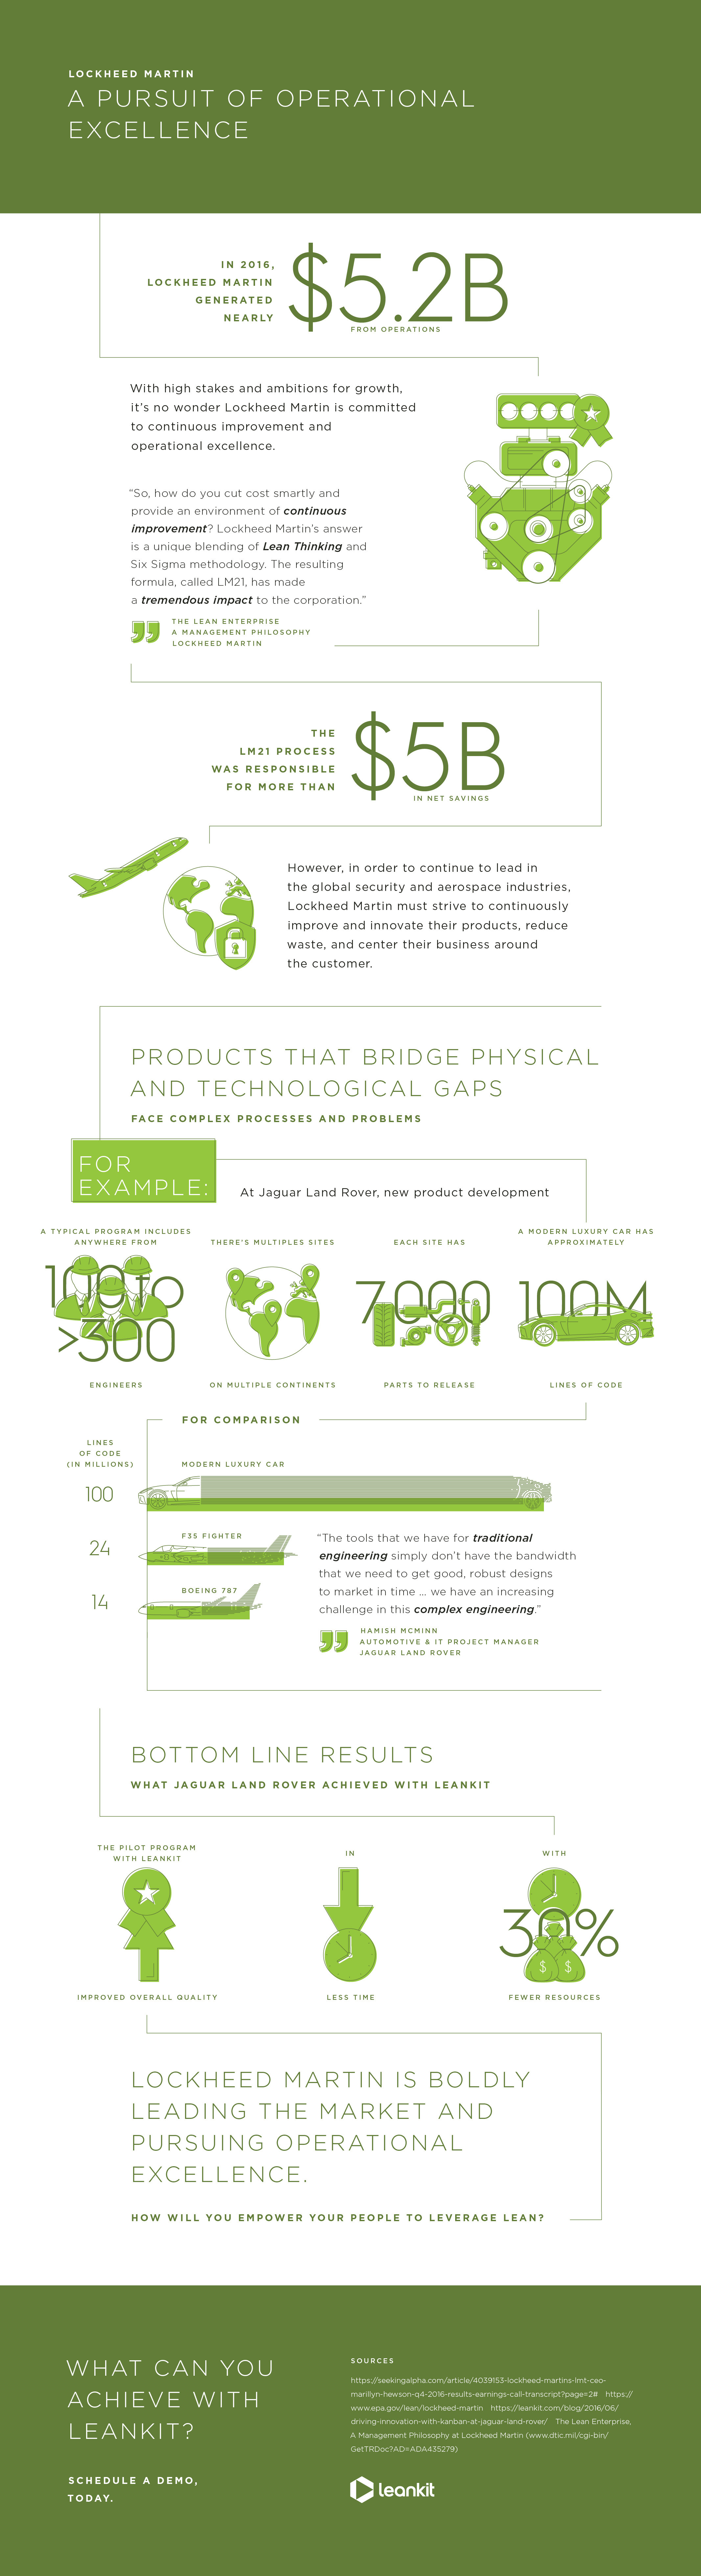 LOCKHEED MARTIN
A PURSUIT OF OPERATIONAL
EXCELLENCE
IN 2016,
LOCKHEED MARTIN
GENERATED
NEARLY
$5.2B
FROM OPERATIONS
With high stakes and ambitions for growth,
it’s no wonder Lockheed Martin is committed
to continuous improvement and
operational excellence.
“So, how do you cut cost smartly and
provide an environment of continuous
improvement? Lockheed Martin’s answer
is a unique blending of Lean Thinking and
Six Sigma methodology. The resulting
formula, called LM21, has made
a tremendous impact to the corporation.”
THE LEAN ENTERPRISE
A MANAGEMENT PHILOSOPHY
LOCKHEED MARTIN
THE
LM21 PROCESS
WAS RESPONSIBLE
FOR MORE THAN
$5B
IN NET SAVINGS
However, in order to continue to lead in
the global security and aerospace industries,
Lockheed Martin must strive to continuously
improve and innovate their products, reduce
waste, and center their business around
the customer.
PRODUCTS THAT BRIDGE PHYSICAL
AND TECHNOLOGICAL GAPS
FACE COMPLEX PROCESSES AND PROBLEMS
FOR
EXAMPLE:
At Jaguar Land Rover, new product development
A TYPICAL PROGRAM INCLUDES
ANYWHERE FROM
100 to
>300
ENGINEERS
THERE'S MULTIPLES SITES
ON MULTIPLE CONTINENTS
EACH SITE HAS
7000
PARTS TO RELEASE
A MODERN LUXURY CAR HAS
APPROXIMATELY
100M
LINES OF CODE
FOR COMPARISON
LINES
OF CODE
(IN MILLIONS)
MODERN LUXURY CAR
100
F35 FIGHTER
24
BOEING 787
14
“The tools that we have for traditional
engineering simply don’t have the bandwidth
that we need to get good, robust designs
to market in time ... we have an increasing
challenge in this complex engineering.”
HAMISH MCMINN
AUTOMOTIVE & IT PROJECT MANAGER
JAGUAR LAND ROVER
BOTTOM LINE RESULTS
WHAT JAGUAR LAND ROVER ACHIEVED WITH LEANKIT
THE PILOT PROGRAM
WITH LEANKIT
IMPROVED OVERALL QUALITY
IN
LESS TIME
WITH
30%
$ $
FEWER RESOURCES
LOCKHEED MARTIN IS BOLDLY
LEADING THE MARKET AND
PURSUING OPERATIONAL
EXCELLENCE.
HOW WILL YOU EMPOWER YOUR PEOPLE TO LEVERAGE LEAN?
WHAT CAN YOU
ACHIEVE WITH
LEANKIT?
SCHEDULE A DEMO,
TODAY.
SOURCES
https://seekingalpha.com/article/4039153-lockheed-martins-lmt-ceo-
marillyn-hewson-q4-2016-results-earnings-call-transcript?page=2# https://
www.epa.gov/lean/lockheed-martin https://leankit.com/blog/2016/06/
driving-innovation-with-kanban-at-jaguar-land-rover/ The Lean Enterprise,
A Management Philosophy at Lockheed Martin (www.dtic.mil/cgi-bin/
GetTRDoc?AD=ADA435279)
leankit